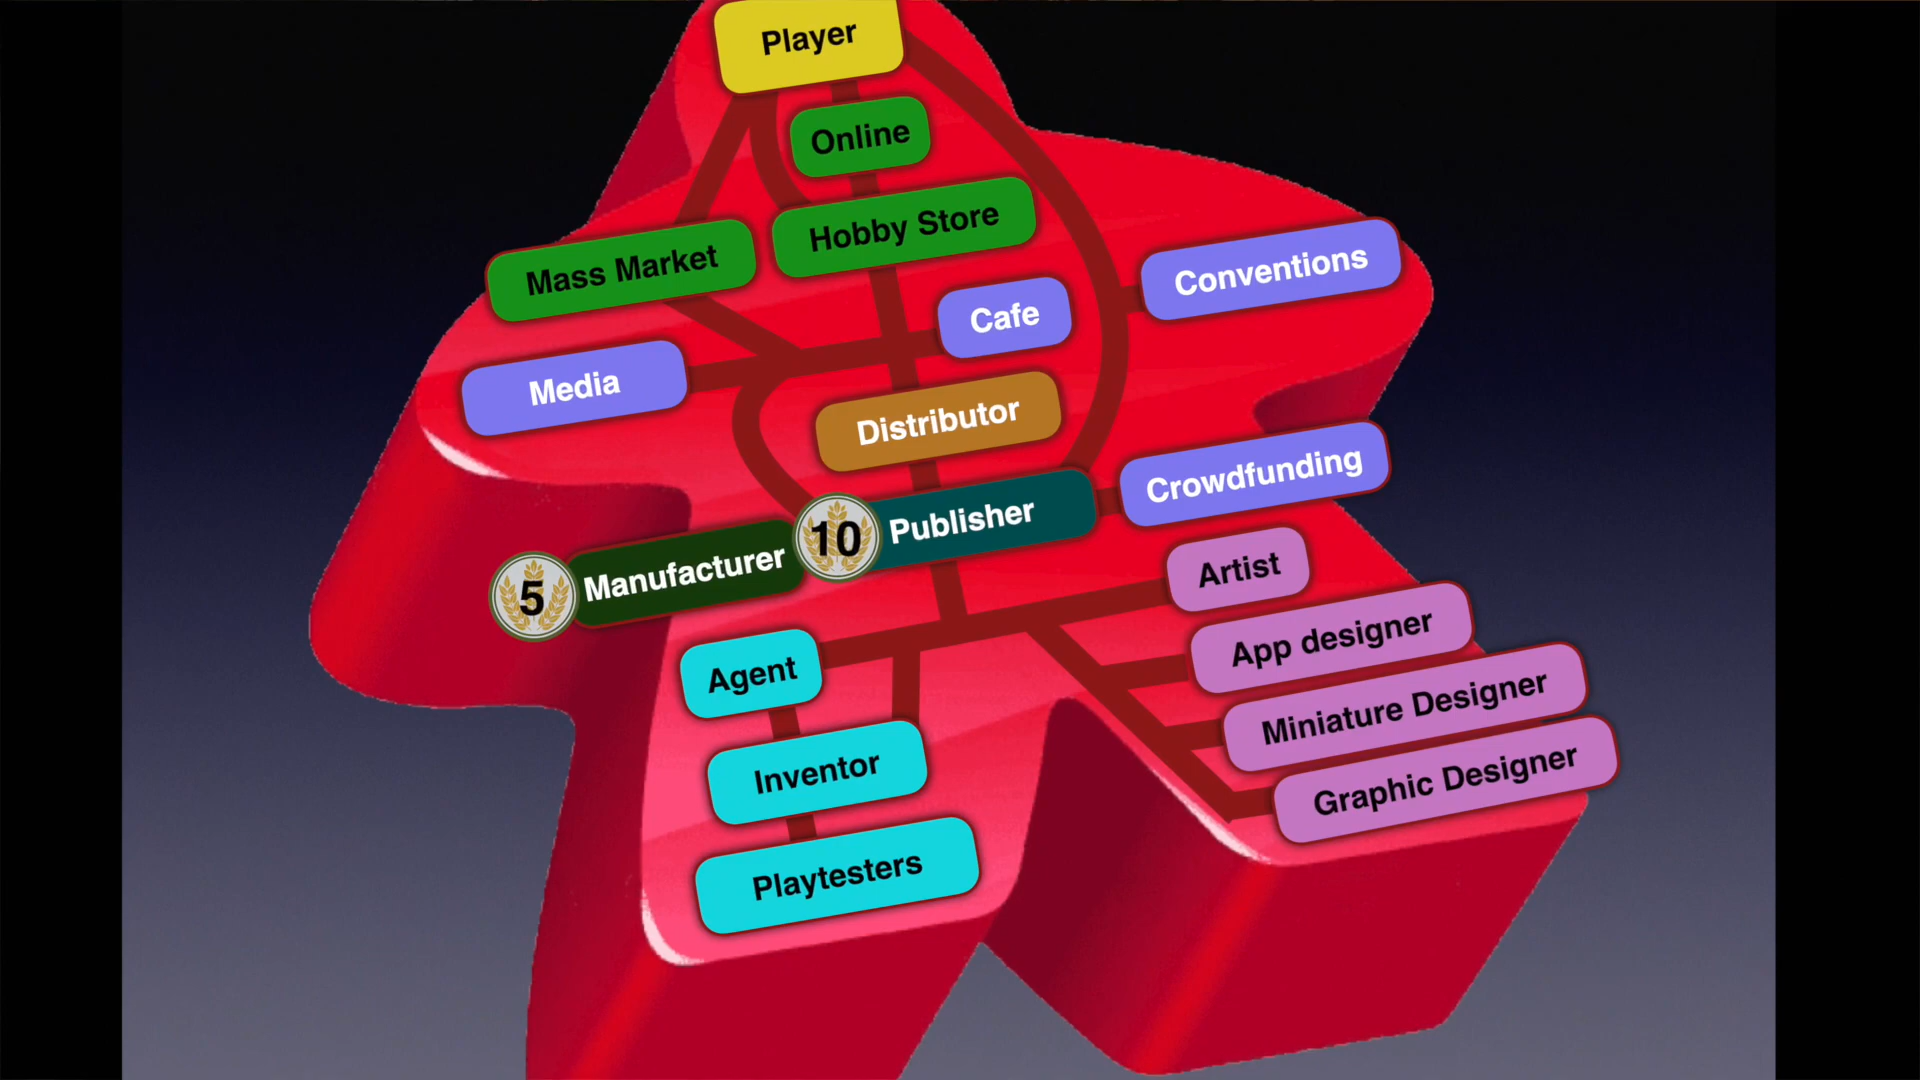 Player
Online
Hobby Store
Mass Market
Conventions
Cafe
Media
Distributor
Crowdfunding
10 Publisher
5 Manufacturer
Artist
App designer
Agent
Miniature Designer
Inventor
Graphic Designer
Playtesters